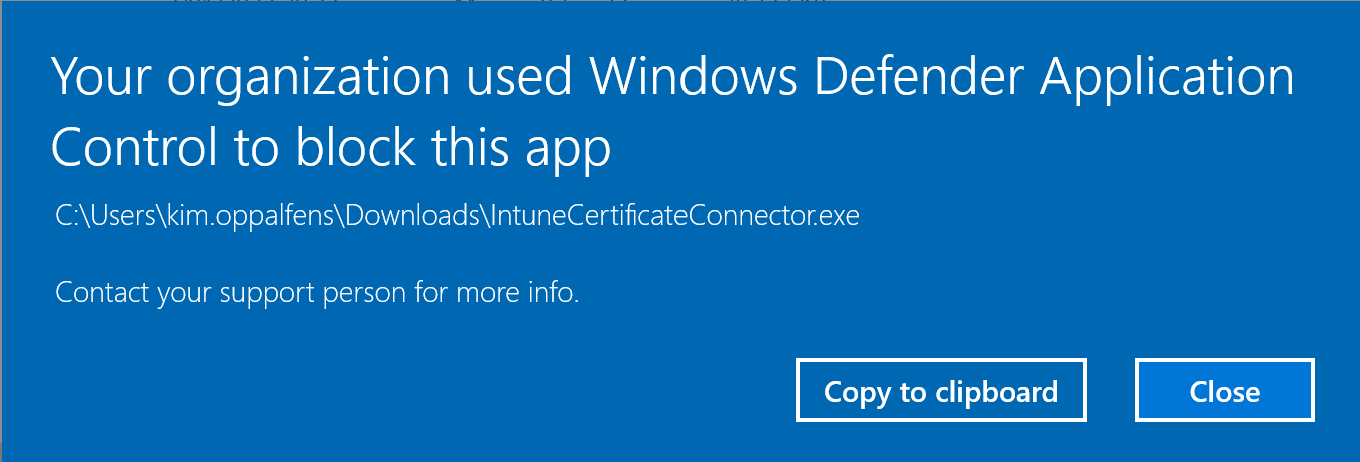 Your organization used Windows Defender Application
Control to block this app
C:\Users\kim.oppalfens\Downloads\IntuneCertificateConnector.exe
Contact your support person for more info.
Copy to clipboard
Close